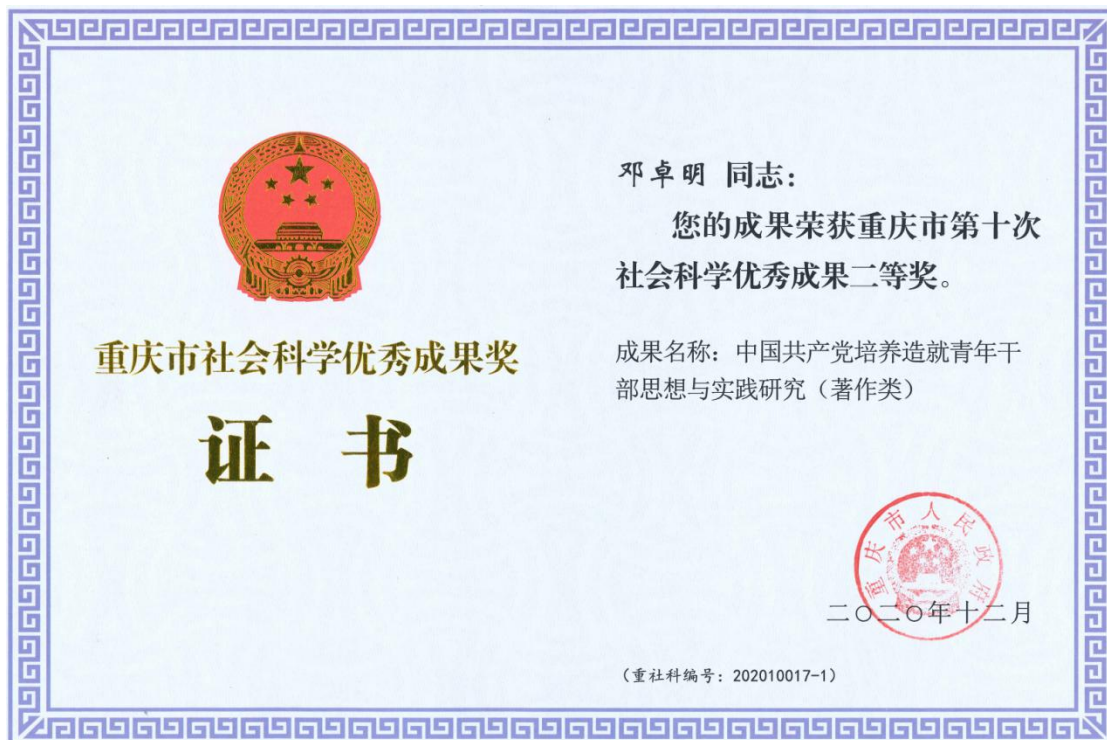 重庆市社会科学优秀成果奖
证 书
邓卓明 同志：
您的成果荣获重庆市第十次
社会科学优秀成果二等奖。
成果名称：中国共产党培养造就青年干
部思想与实践研究（著作类）
重庆市人民政府
二〇二〇年十二月
（重社科编号：202010017-1）